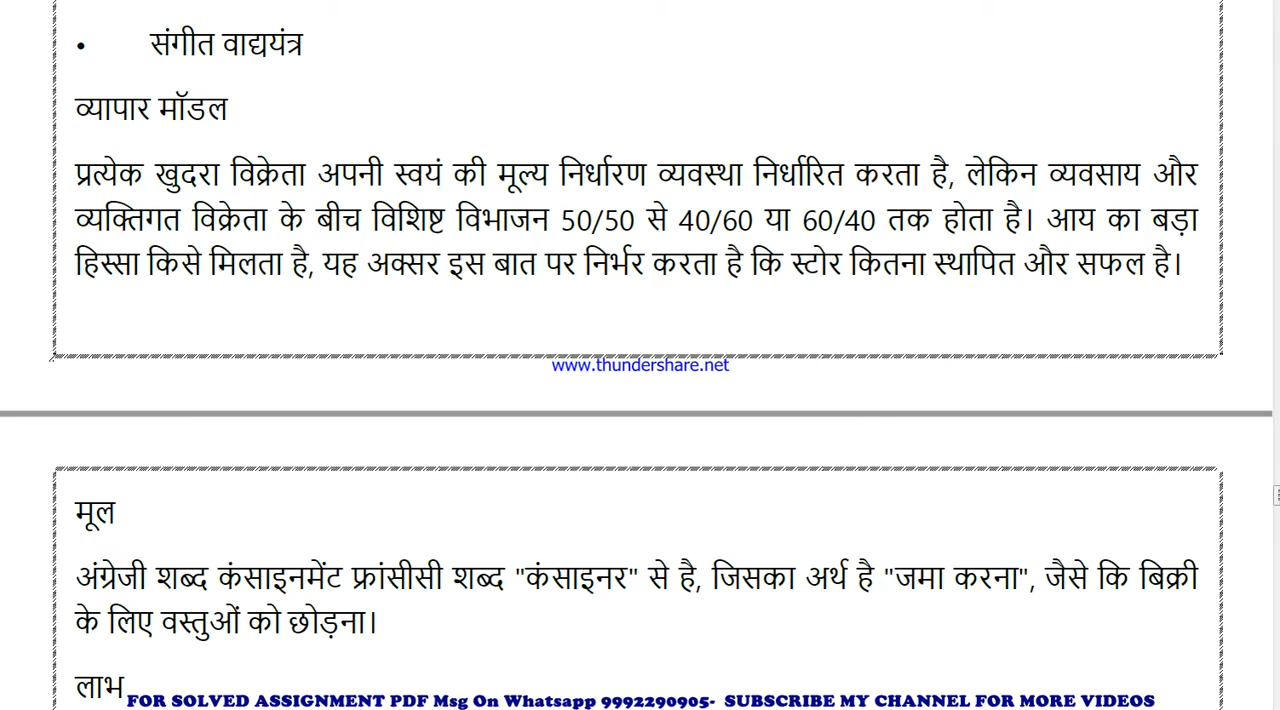 • संगीत वाद्ययंत्र
व्यापार मॉडल
प्रत्येक खुदरा विक्रेता अपनी स्वयं की मूल्य निर्धारण व्यवस्था निर्धारित करता है, लेकिन व्यवसाय और
व्यक्तिगत विक्रेता के बीच विशिष्ट विभाजन 50/50 से 40/60 या 60/40 तक होता है। आय का बड़ा
हिस्सा किसे मिलता है, यह अक्सर इस बात पर निर्भर करता है कि स्टोर कितना स्थापित और सफल है।
www.thundershare.net
मूल
अंग्रेजी शब्द कंसाइनमेंट फ्रांसीसी शब्द "कंसाइनर" से है, जिसका अर्थ है "जमा करना", जैसे कि बिक्री
के लिए वस्तुओं को छोड़ना।
लाभ
FOR SOLVED ASSIGNMENT PDF Msg On Whatsapp 9992290905- SUBSCRIBE MY CHANNEL FOR MORE VIDEOS